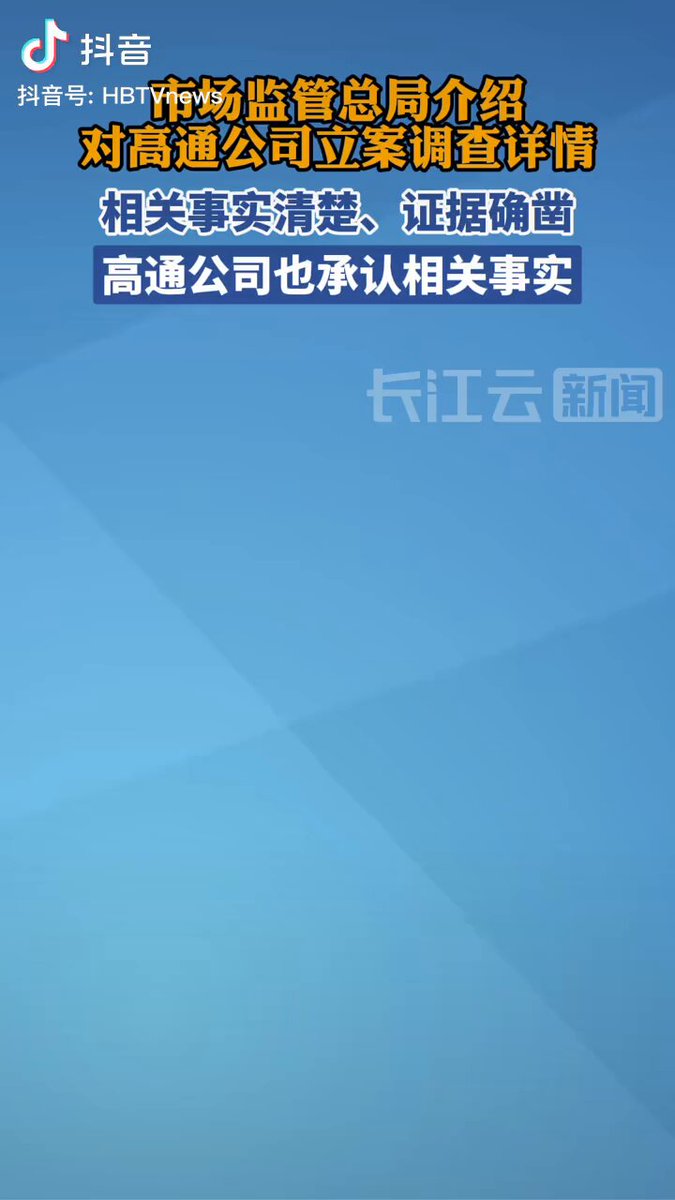 抖音
抖音号: HBTVnews
市场监管总局介绍
对高通公司立案调查详情
相关事实清楚、证据确凿
高通公司也承认相关事实
长江云新闻